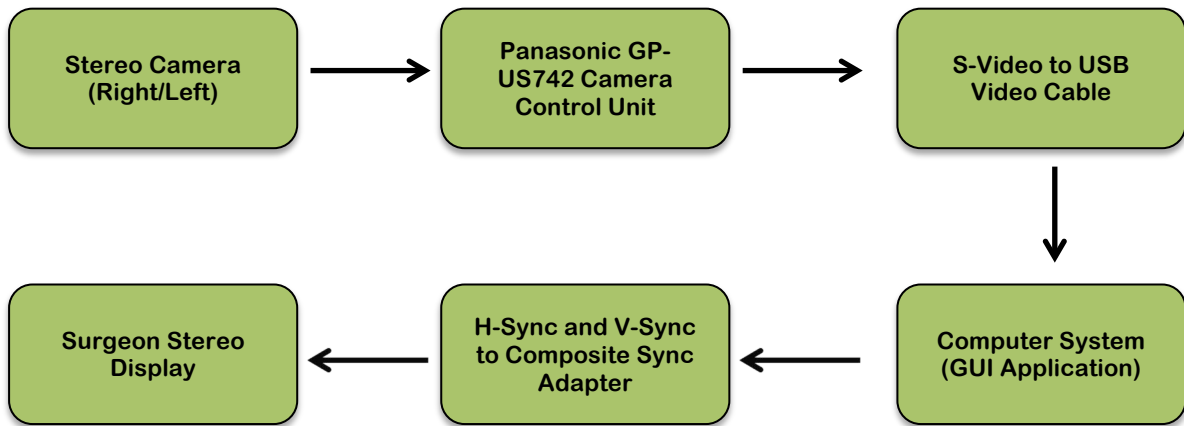 Stereo Camera
(Right/Left)
Panasonic GP-
US742 Camera
Control Unit
S-Video to USB
Video Cable
Surgeon Stereo
Display
H-Sync and V-Sync
to Composite Sync
Adapter
Computer System
(GUI Application)